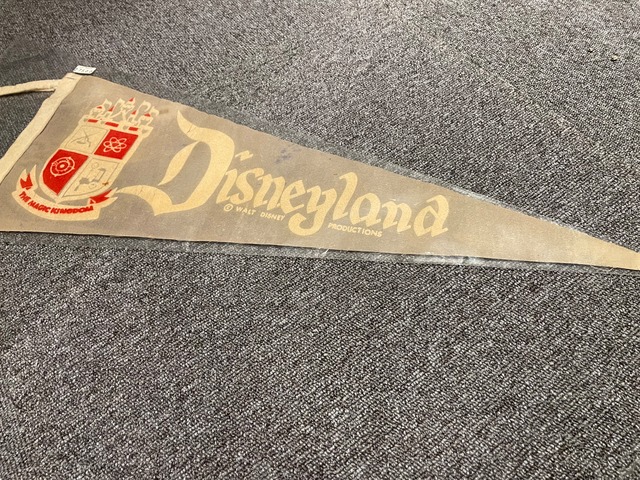 THE MAGIC KINGDOM
Disneyland
© WALT DISNEY PRODUCTIONS